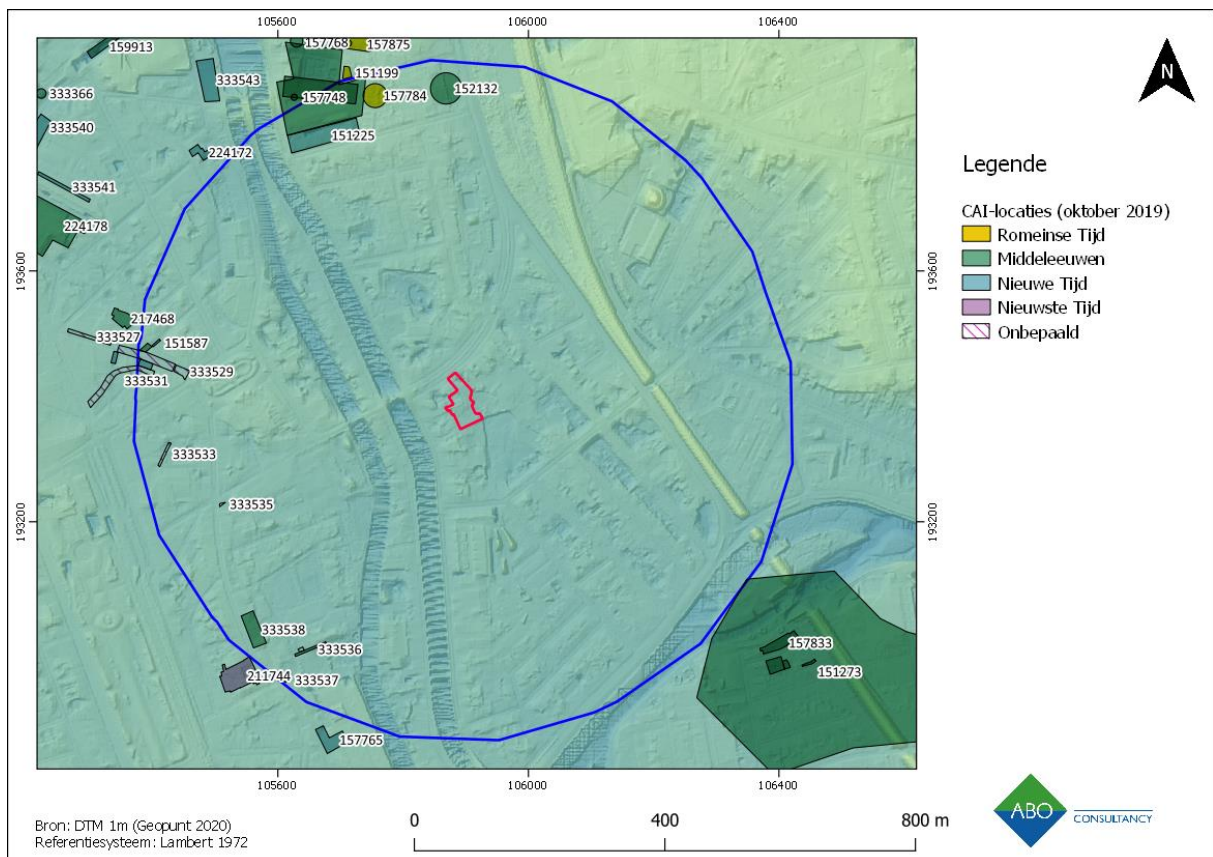 105600 106000 106400
N
159913
157768
157875
333543
151199
333366
157748
157784
152132
333540
151225
224172
333541
224178
193600
193600
217468
333527
151587
333529
333531
333533
333535
193200
193200
333538
333536
211744
333537
157833
151273
157765
105600 106000 106400
Legende
CAI-locaties (oktober 2019)
Romeinse Tijd
Middeleeuwen
Nieuwe Tijd
Nieuwste Tijd
Onbepaald
Bron: DTM 1m (Geopunt 2020)
Referentiesysteem: Lambert 1972
0 400 800 m
ABO CONSULTANCY